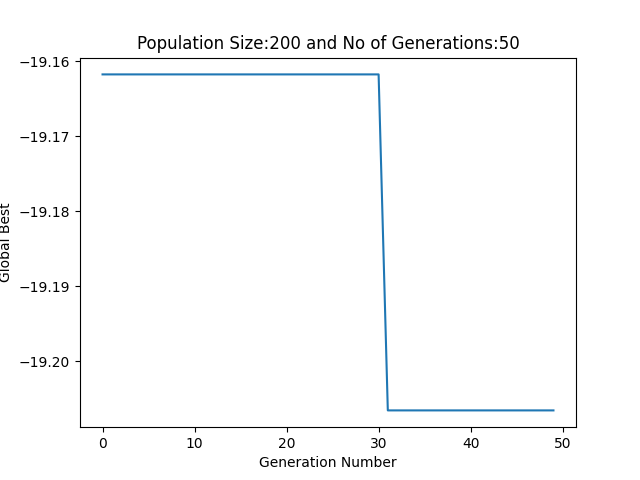 Population Size:200 and No of Generations:50
−19.16
−19.17
−19.18
−19.19
−19.20
Global Best
0 10 20 30 40 50
Generation Number